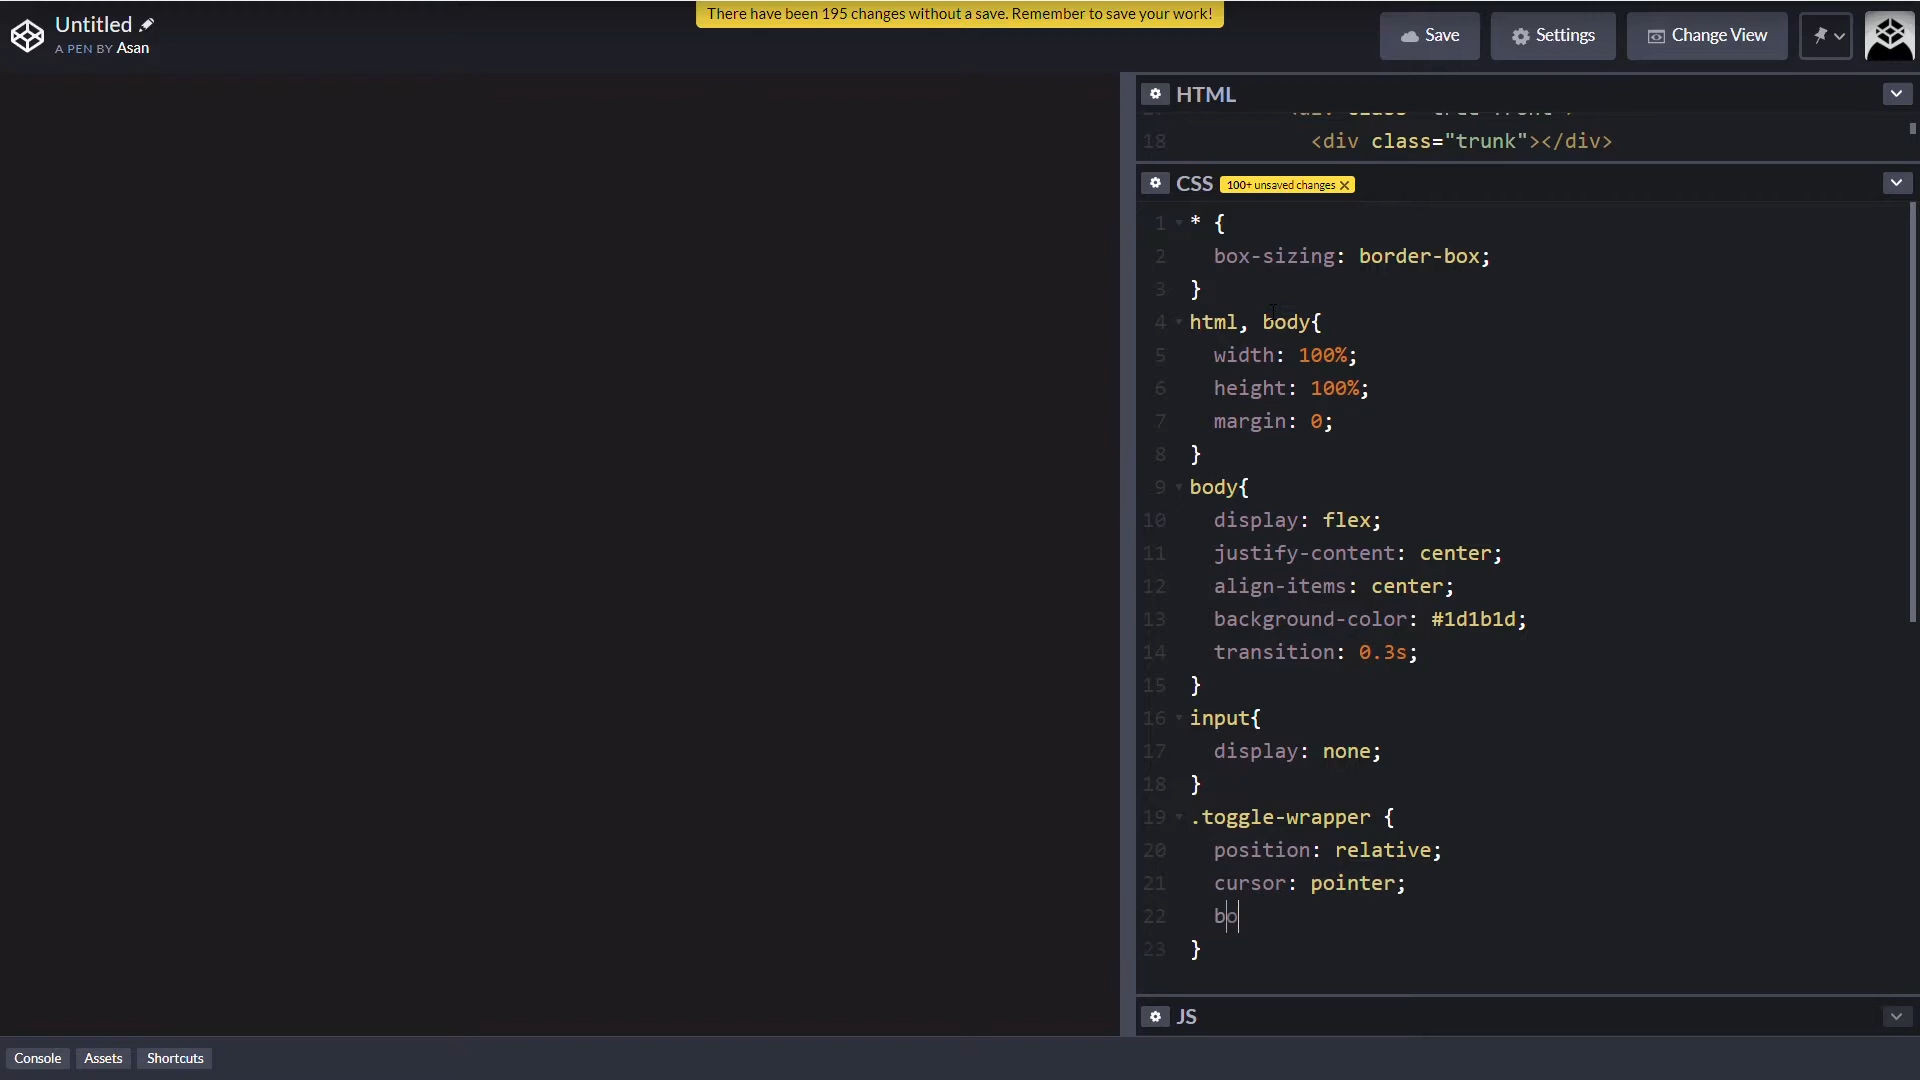 Untitled
A PEN BY Asan
There have been 195 changes without a save. Remember to save your work!
Save
Settings
Change View
HTML
18 <div class="trunk"></div>
CSS 100+ unsaved changes
1 * {
2 box-sizing: border-box;
3 }
4 html, body{
5 width: 100%;
6 height: 100%;
7 margin: 0;
8 }
9 body{
10 display: flex;
11 justify-content: center;
12 align-items: center;
13 background-color: #1d1b1d;
14 transition: 0.3s;
15 }
16 input{
17 display: none;
18 }
19 .toggle-wrapper {
20 position: relative;
21 cursor: pointer;
22 bo
23 }
JS
Console
Assets
Shortcuts